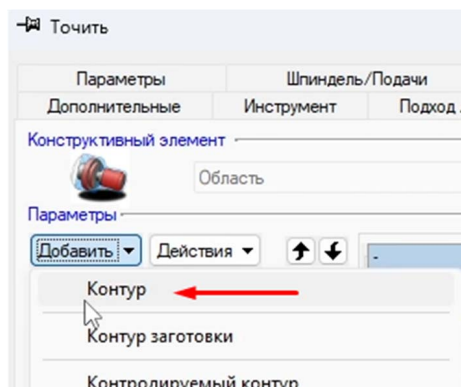 Точить
Параметры Шпиндель/Подачи
Дополнительные Инструмент Подход
Конструктивный элемент
Область
Параметры
Добавить Действия -
Контур
Контур заготовки
Контролируемый контур